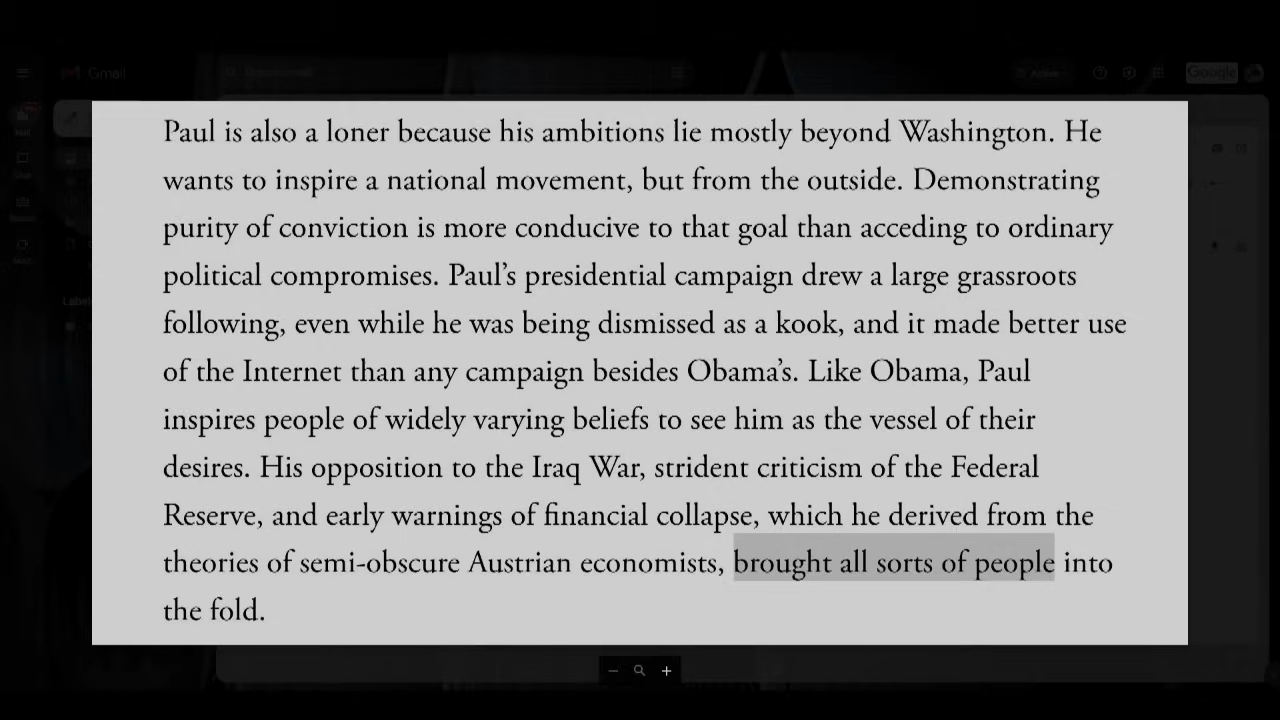 Gmail
Google
Paul is also a loner because his ambitions lie mostly beyond Washington. He
wants to inspire a national movement, but from the outside. Demonstrating
purity of conviction is more conducive to that goal than acceding to ordinary
political compromises. Paul’s presidential campaign drew a large grassroots
following, even while he was being dismissed as a kook, and it made better use
of the Internet than any campaign besides Obama’s. Like Obama, Paul
inspires people of widely varying beliefs to see him as the vessel of their
desires. His opposition to the Iraq War, strident criticism of the Federal
Reserve, and early warnings of financial collapse, which he derived from the
theories of semi-obscure Austrian economists, brought all sorts of people into
the fold.